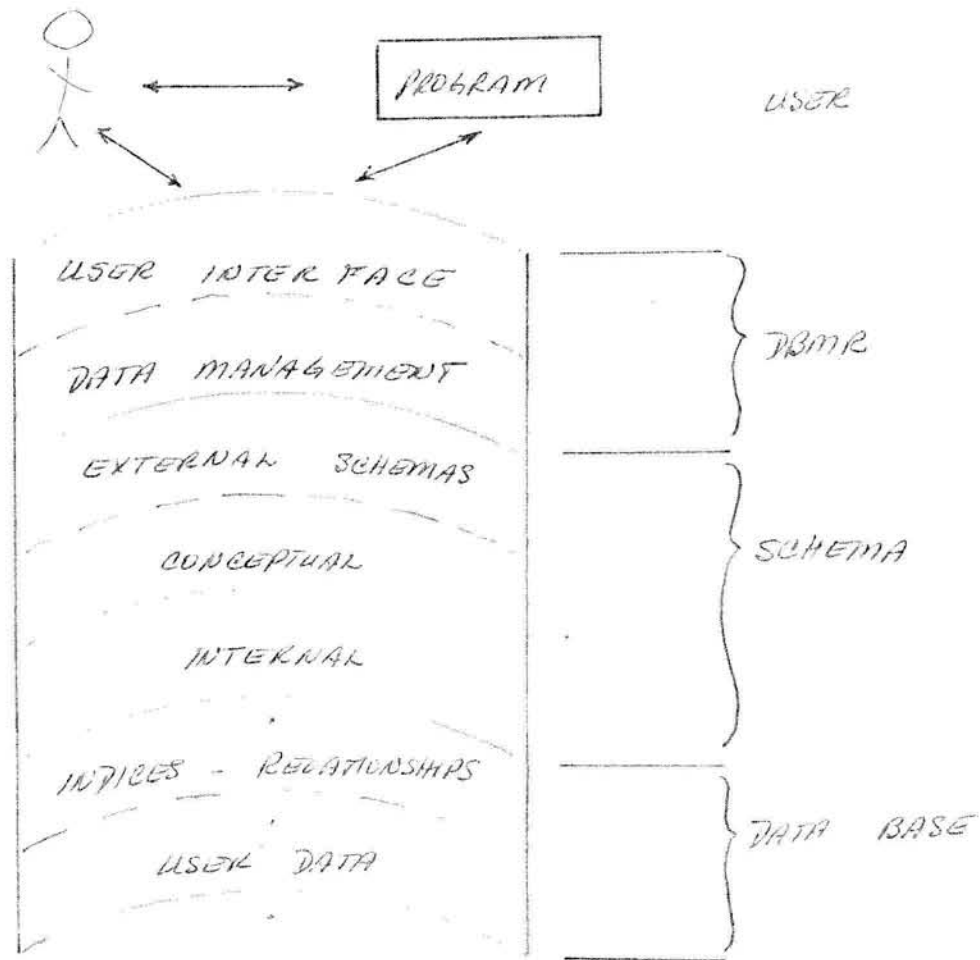 PROGRAM
USER
USER INTERFACE
DATA MANAGEMENT
DBMR
EXTERNAL SCHEMAS
CONCEPTUAL
SCHEMA
INTERNAL
INDICES - RELATIONSHIPS
USER DATA
DATA BASE